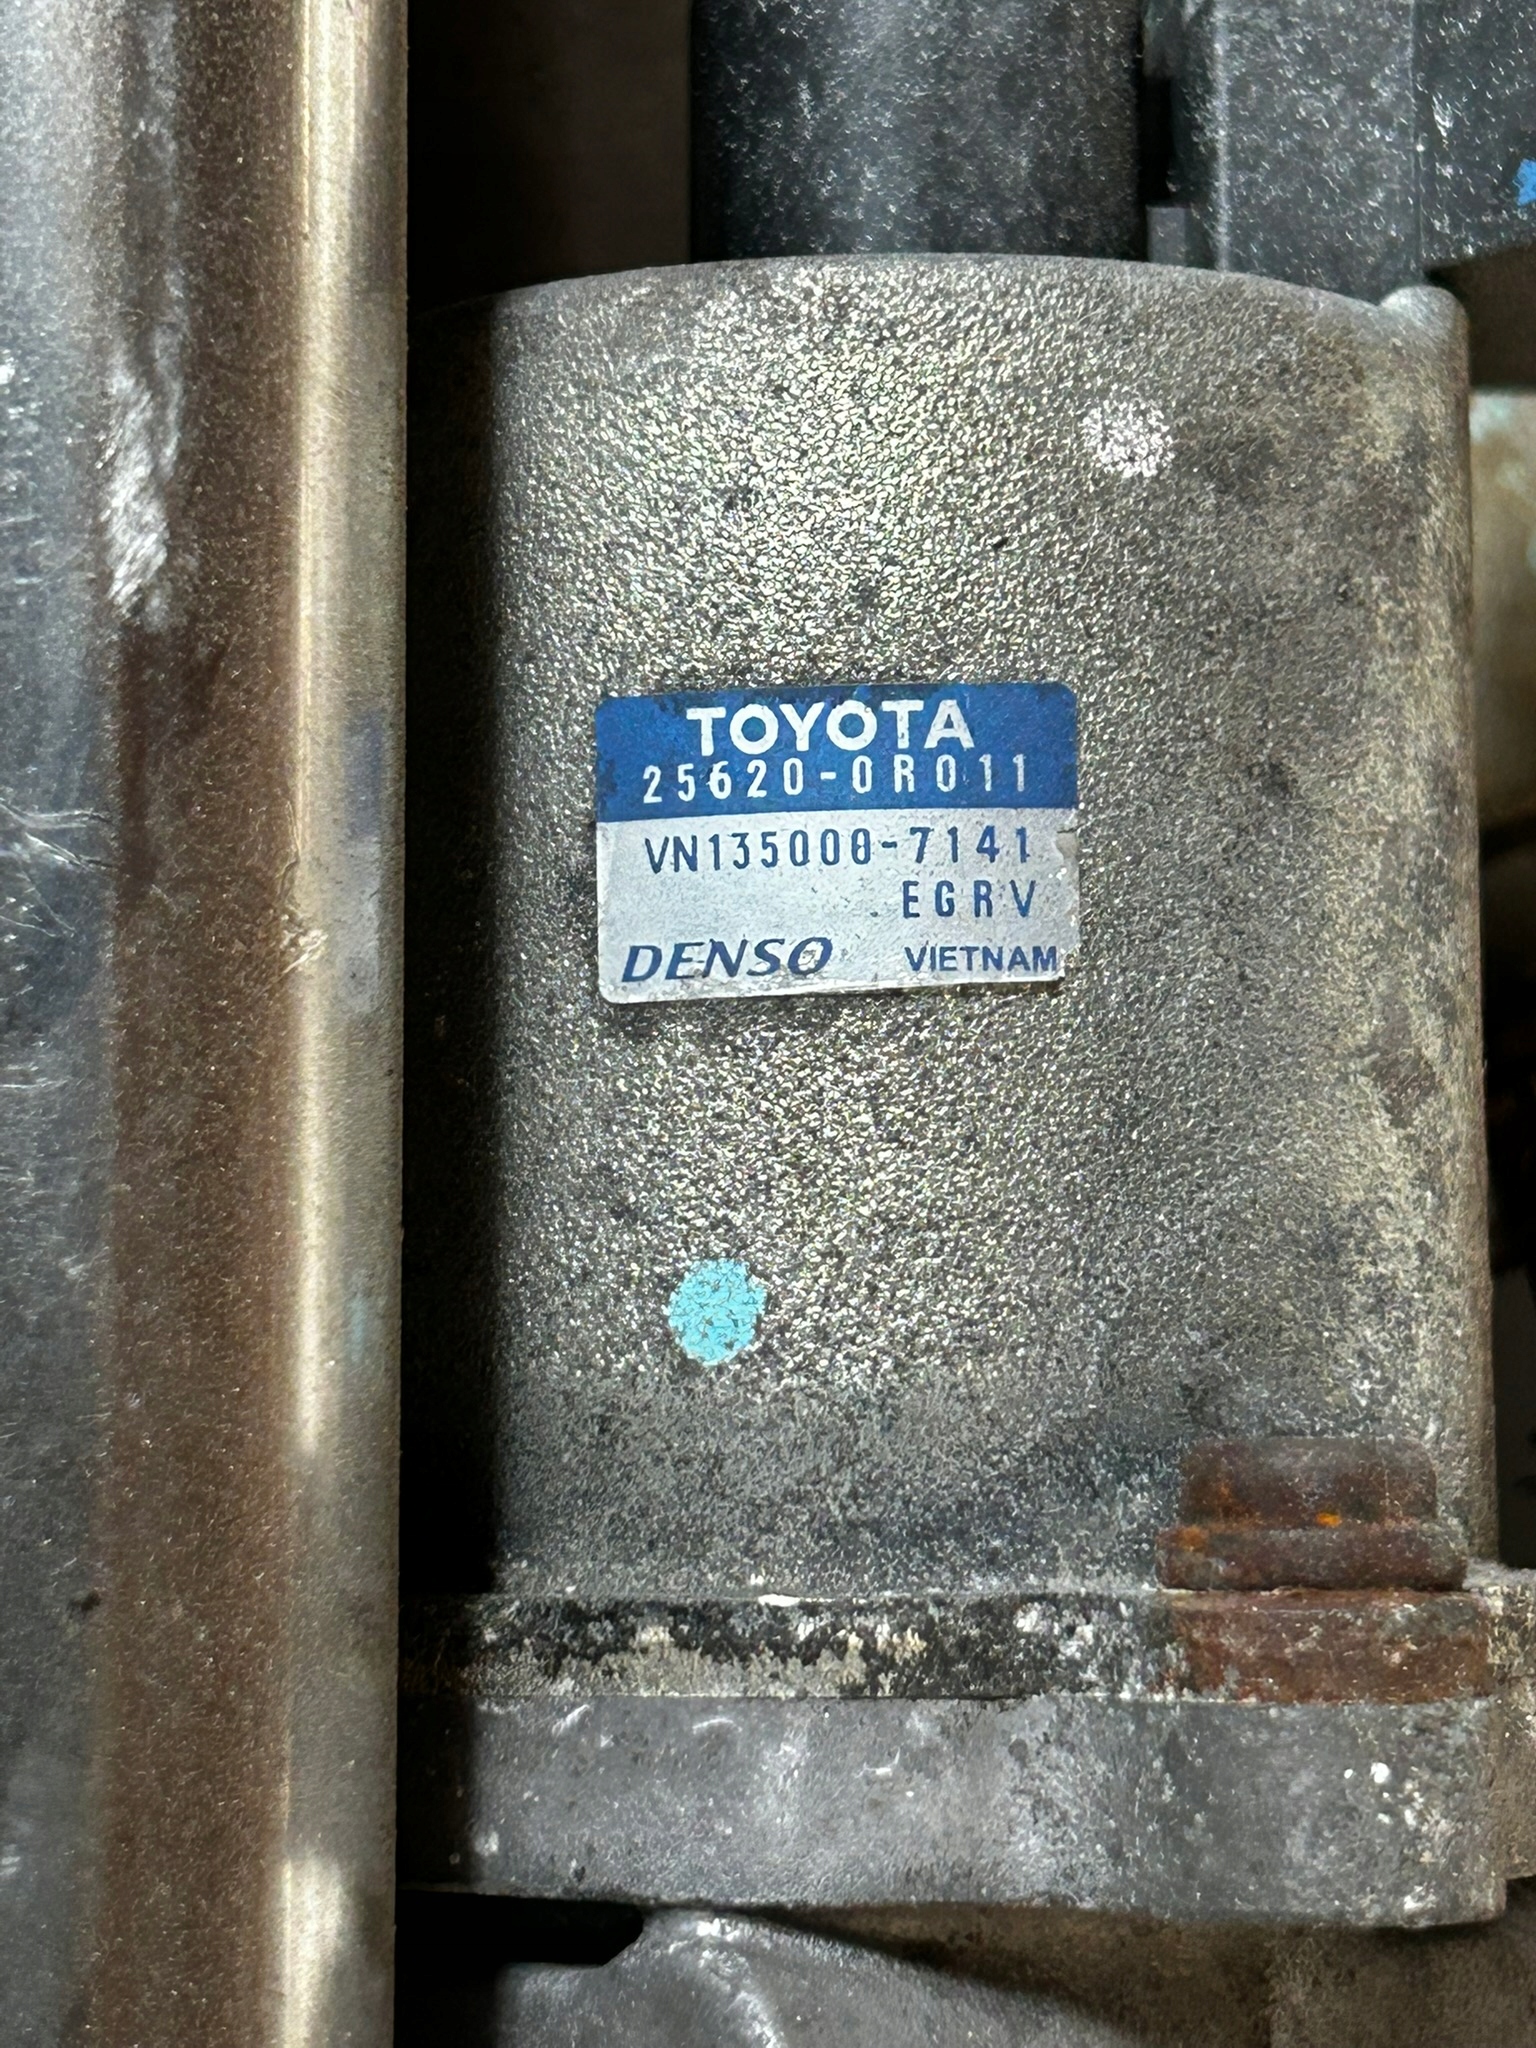 TOYOTA
25620-0R011
VN135000-7141
EGRV
DENSO VIETNAM